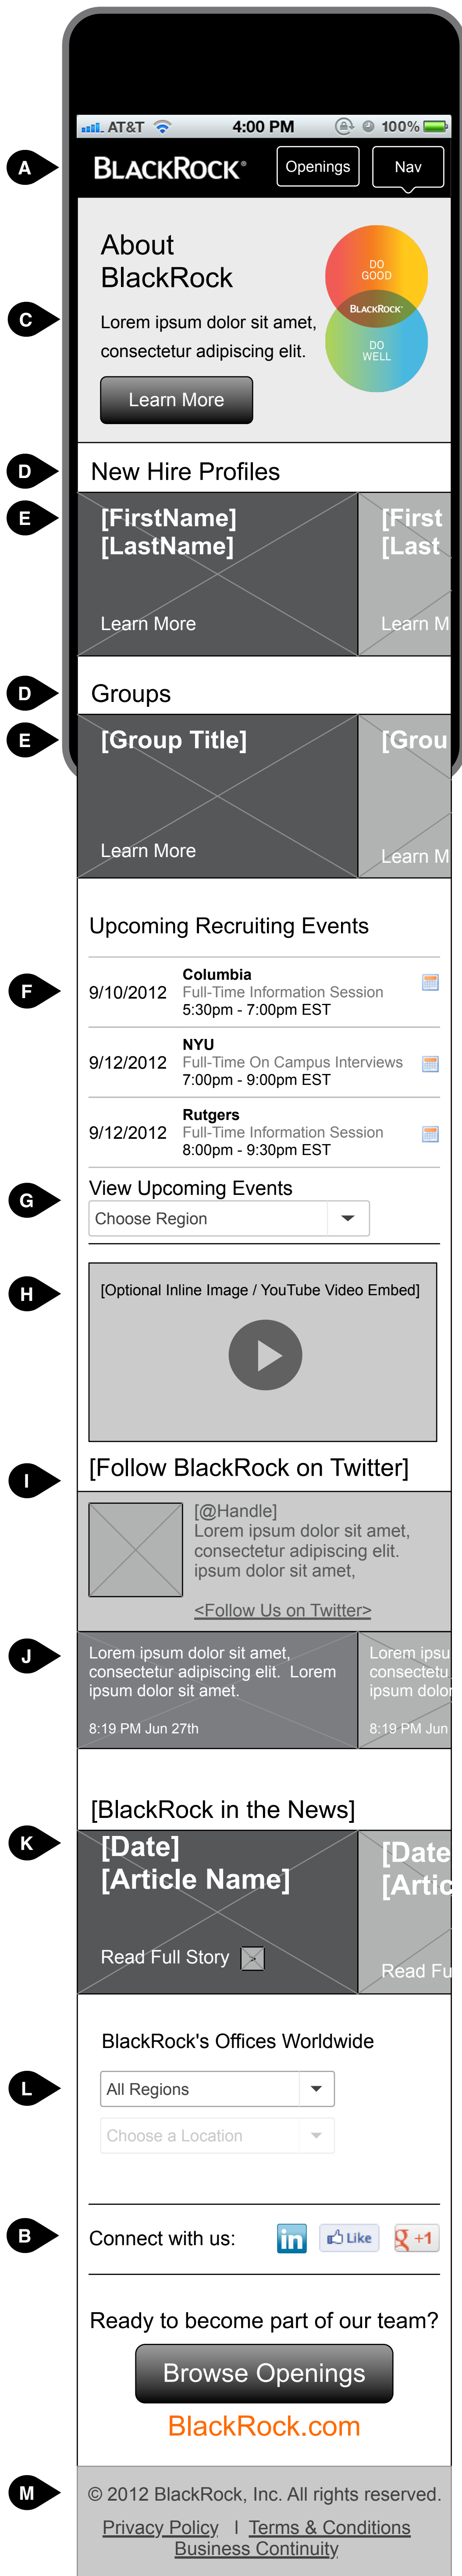 AT&T 4:00 PM 100%
A
BLACKROCK®
Openings
Nav
C
About
BlackRock
Lorem ipsum dolor sit amet,
consectetur adipiscing elit.
Learn More
DO
GOOD
BLACKROCK
DO
WELL
D
New Hire Profiles
E
[FirstName]
[LastName]
Learn More
[First
[Last
Learn M
D
Groups
E
[Group Title]
Learn More
[Grou
Learn M
Upcoming Recruiting Events
F
9/10/2012
Columbia
Full-Time Information Session
5:30pm - 7:00pm EST
9/12/2012
NYU
Full-Time On Campus Interviews
7:00pm - 9:00pm EST
9/12/2012
Rutgers
Full-Time Information Session
8:00pm - 9:30pm EST
G
View Upcoming Events
Choose Region
H
[Optional Inline Image / YouTube Video Embed]
I
[Follow BlackRock on Twitter]
[@Handle]
Lorem ipsum dolor sit amet,
consectetur adipiscing elit.
ipsum dolor sit amet,
<Follow Us on Twitter>
J
Lorem ipsum dolor sit amet,
consectetur adipiscing elit. Lorem
ipsum dolor sit amet.
8:19 PM Jun 27th
Lorem ipsu
consectetu
ipsum dolor
8:19 PM Jun
[BlackRock in the News]
K
[Date]
[Article Name]
Read Full Story
[Date
[Artic
Read Fu
BlackRock's Offices Worldwide
L
All Regions
Choose a Location
B
Connect with us:
in
Like
g +1
Ready to become part of our team?
Browse Openings
BlackRock.com
M
© 2012 BlackRock, Inc. All rights reserved.
Privacy Policy | Terms & Conditions
Business Continuity